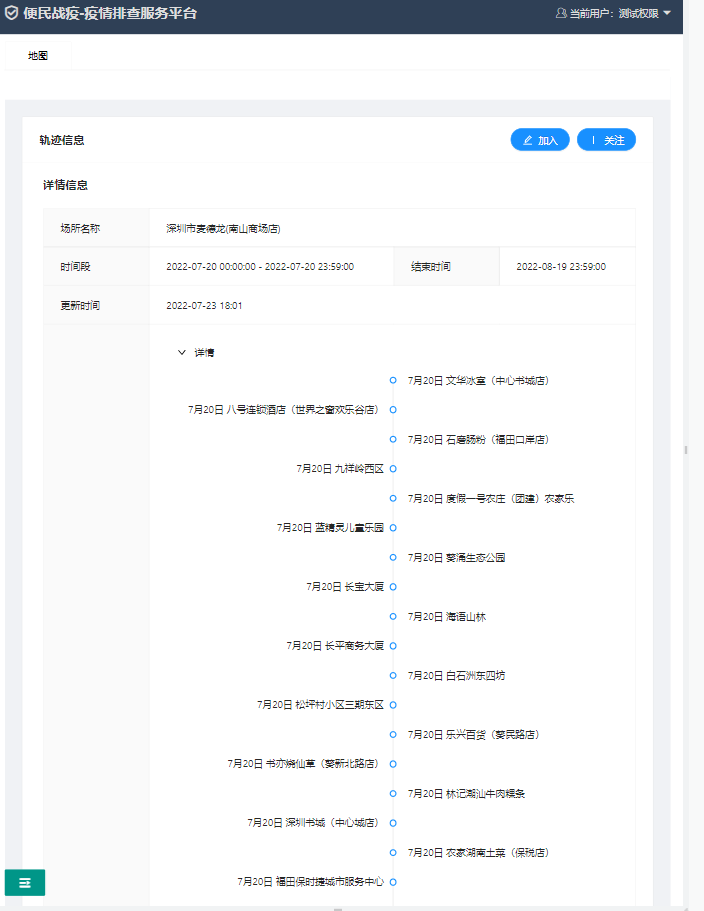 便民战疫-疫情排查服务平台
当前用户：测试权限
地图
轨迹信息
加入
关注
详情信息
场所名称
深圳市麦德龙(南山商场店)
时间段
2022-07-20 00:00:00 - 2022-07-20 23:59:00
结束时间
2022-08-19 23:59:00
更新时间
2022-07-23 18:01
详情
7月20日 文华冰室（中心书城店）
7月20日 八号连锁酒店（世界之窗欢乐谷店）
7月20日 石磨肠粉（福田口岸店）
7月20日 九祥岭西区
7月20日 度假一号农庄（团建）农家乐
7月20日 蓝精灵儿童乐园
7月20日 葵涌生态公园
7月20日 长宝大厦
7月20日 海语山林
7月20日 长平商务大厦
7月20日 白石洲东四坊
7月20日 松坪村小区三期东区
7月20日 乐兴百货（葵民路店）
7月20日 书亦烧仙草（葵新北路店）
7月20日 林记潮汕牛肉粿条
7月20日 深圳书城（中心城店）
7月20日 农家湖南土菜（保税店）
7月20日 福田保时捷城市服务中心